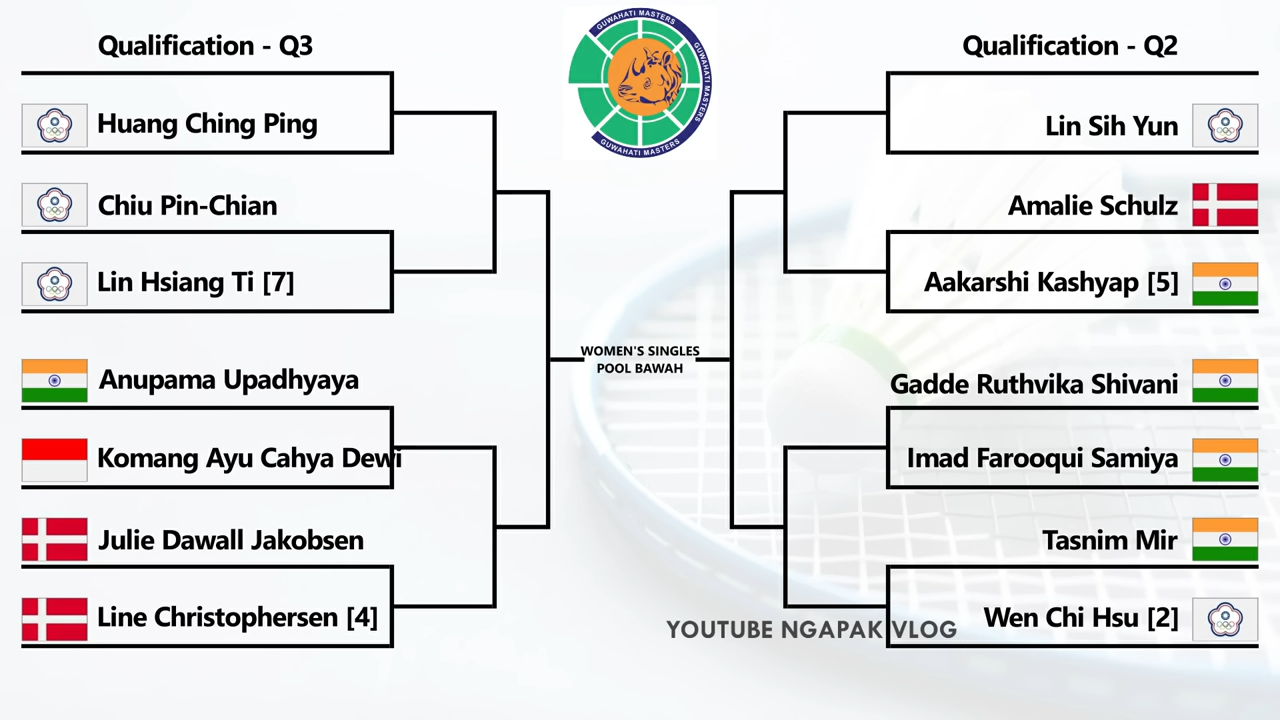 Qualification - Q3
Huang Ching Ping
Chiu Pin-Chian
Lin Hsiang Ti [7]
Anupama Upadhyaya
Komang Ayu Cahya Dewi
Julie Dawall Jakobsen
Line Christophersen [4]
GUWAHATI MASTERS
GUWAHATI MASTERS
GUWAHATI MASTERS
WOMEN'S SINGLES
POOL BAWAH
Qualification - Q2
Lin Sih Yun
Amalie Schulz
Aakarshi Kashyap [5]
Gadde Ruthvika Shivani
Imad Farooqui Samiya
Tasnim Mir
Wen Chi Hsu [2]
YOUTUBE NGAPAK VLOG